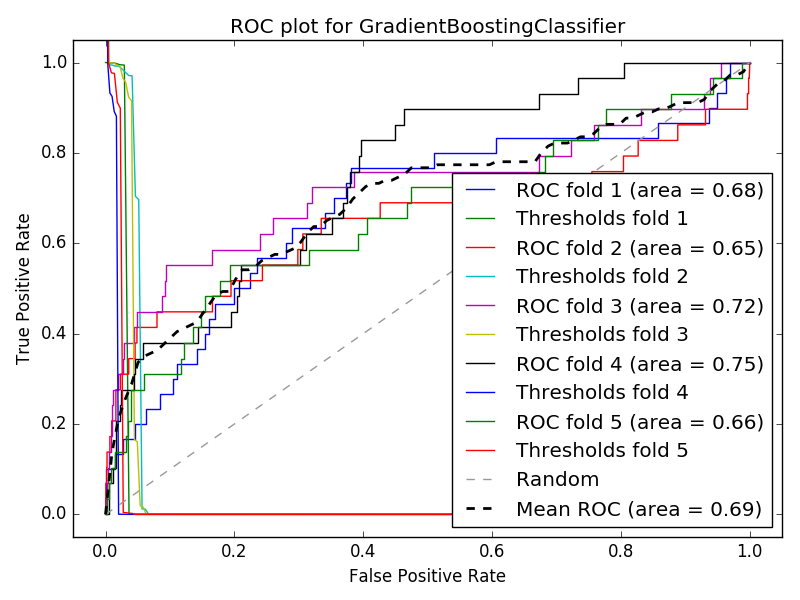 ROC plot for GradientBoostingClassifier
True Positive Rate
1.0
0.8
0.6
0.4
0.2
0.0
ROC fold 1 (area = 0.68)
Thresholds fold 1
ROC fold 2 (area = 0.65)
Thresholds fold 2
ROC fold 3 (area = 0.72)
Thresholds fold 3
ROC fold 4 (area = 0.75)
Thresholds fold 4
ROC fold 5 (area = 0.66)
Thresholds fold 5
Random
Mean ROC (area = 0.69)
0.0 0.2 0.4 0.6 0.8 1.0
False Positive Rate